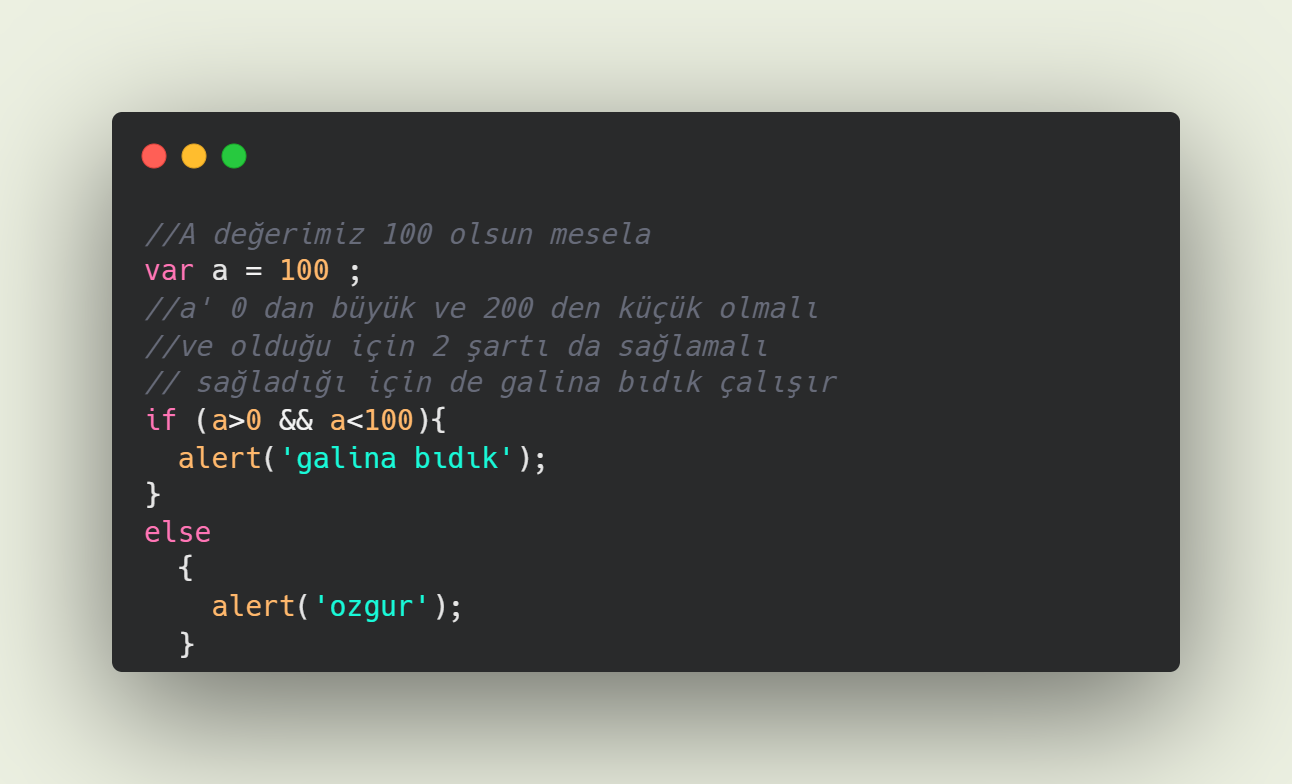 //A değerimiz 100 olsun mesela
var a = 100 ;
//a' 0 dan büyük ve 200 den küçük olmalı
//ve olduğu için 2 şartı da sağlamalı
// sağladığı için de galina bıdık çalışır
if (a>0 && a<100){
  alert('galina bıdık');
}
else
  {
    alert('ozgur');
  }